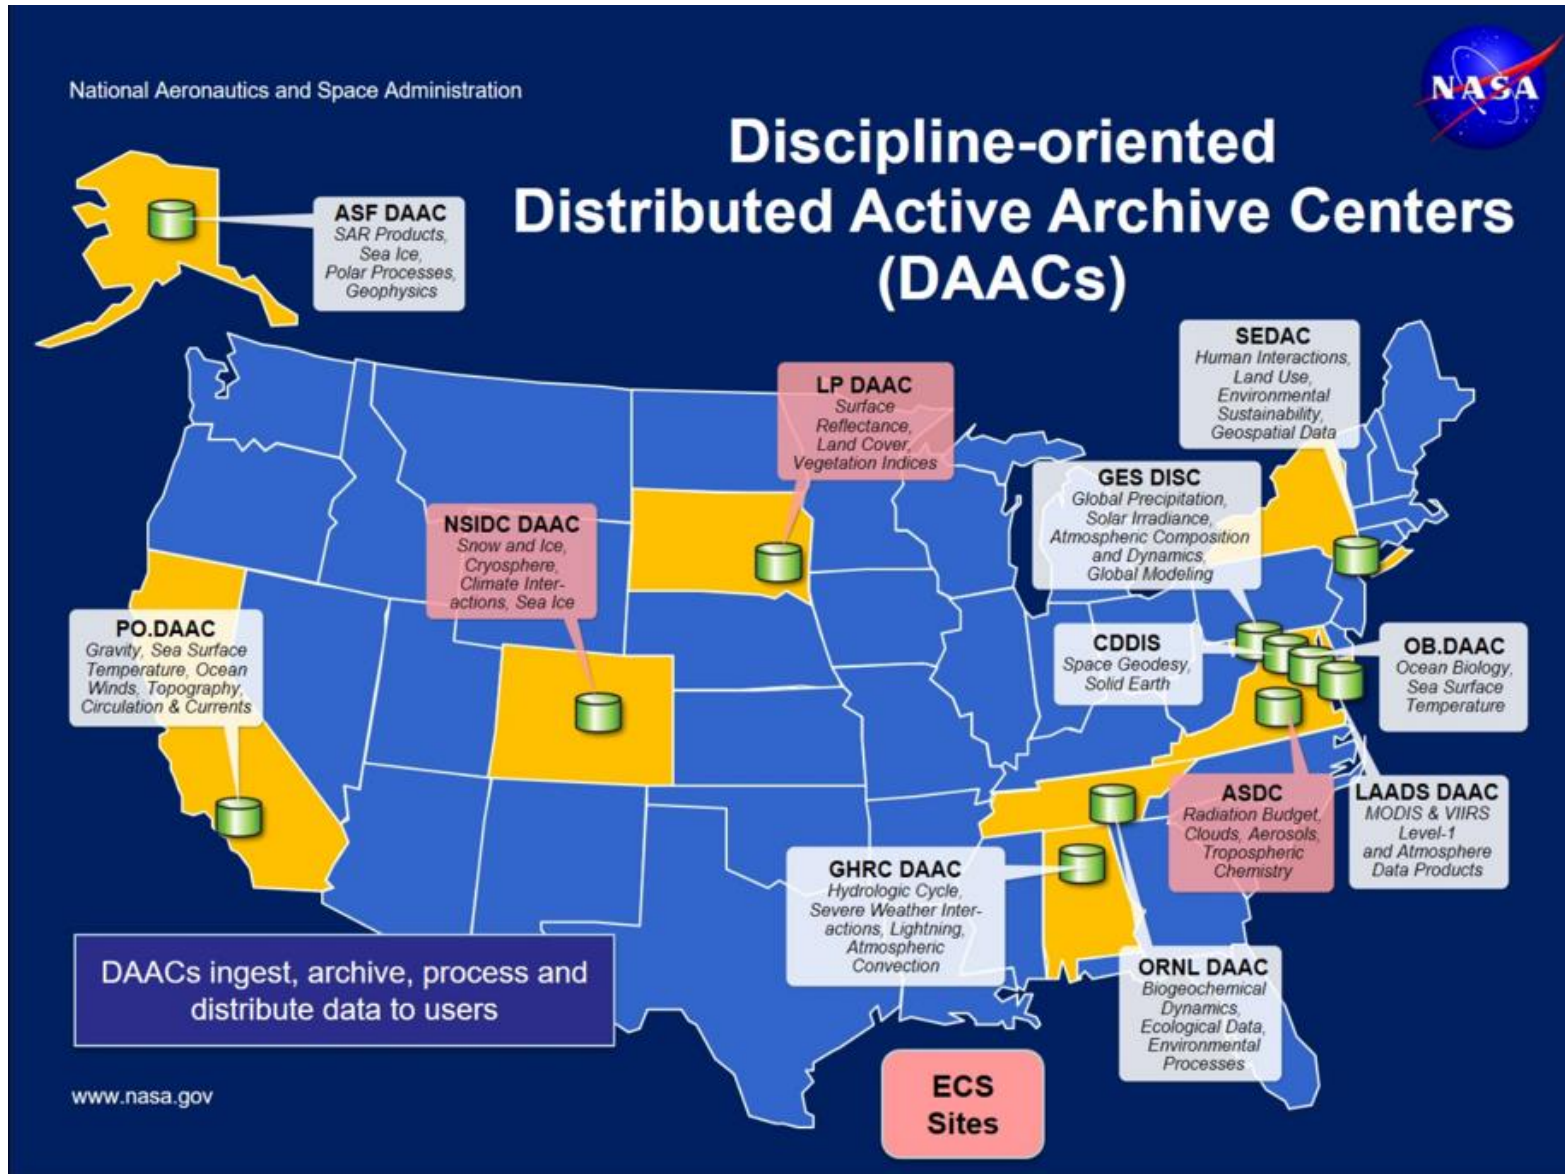 National Aeronautics and Space Administration
NASA
Discipline-oriented
Distributed Active Archive Centers
(DAACs)
ASF DAAC
SAR Products,
Sea Ice,
Polar Processes,
Geophysics
SEDAC
Human Interactions,
Land Use,
Environmental
Sustainability,
Geospatial Data
LP DAAC
Surface
Reflectance,
Land Cover,
Vegetation Indices
GES DISC
Global Precipitation,
Solar Irradiance,
Atmospheric Composition
and Dynamics,
Global Modeling
NSIDC DAAC
Snow and Ice,
Cryosphere,
Climate Inter-
actions, Sea Ice
PO.DAAC
Gravity, Sea Surface
Temperature, Ocean
Winds, Topography,
Circulation & Currents
CDDIS
Space Geodesy,
Solid Earth
OB.DAAC
Ocean Biology,
Sea Surface
Temperature
ASDC
Radiation Budget,
Clouds, Aerosols,
Tropospheric
Chemistry
LAADS DAAC
MODIS & VIIRS
Level-1
and Atmosphere
Data Products
GHRC DAAC
Hydrologic Cycle,
Severe Weather Inter-
actions, Lightning,
Atmospheric
Convection
ORNL DAAC
Biogeochemical
Dynamics,
Ecological Data,
Environmental
Processes
DAACs ingest, archive, process and
distribute data to users
ECS
Sites
www.nasa.gov